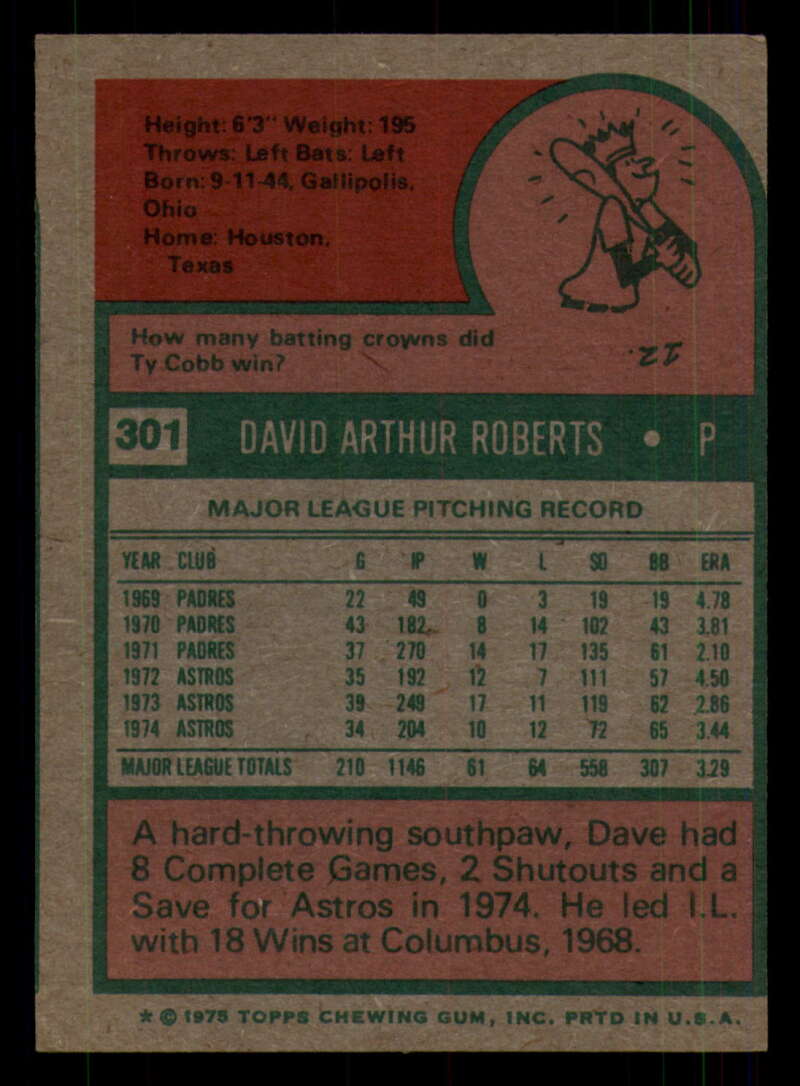 Height: 6'3" Weight: 195
Throws: Left Bats: Left
Born: 9-11-44, Gallipolis,
Ohio
Home: Houston,
Texas
How many batting crowns did
Ty Cobb win?
12.
301 DAVID ARTHUR ROBERTS • P
MAJOR LEAGUE PITCHING RECORD
YEAR CLUB G IP W L SO BB ERA
1969 PADRES 22 49 0 3 19 19 4.78
1970 PADRES 43 182 8 14 102 43 3.81
1971 PADRES 37 270 14 17 135 61 2.10
1972 ASTROS 35 192 12 7 111 57 4.50
1973 ASTROS 39 249 17 11 119 62 2.86
1974 ASTROS 34 204 10 12 72 65 3.44
MAJOR LEAGUE TOTALS 210 1146 61 64 558 307 3.29
A hard-throwing southpaw, Dave had
8 Complete Games, 2 Shutouts and a
Save for Astros in 1974. He led I.L.
with 18 Wins at Columbus, 1968.
* © 1975 TOPPS CHEWING GUM, INC. PRTD IN U.S.A.